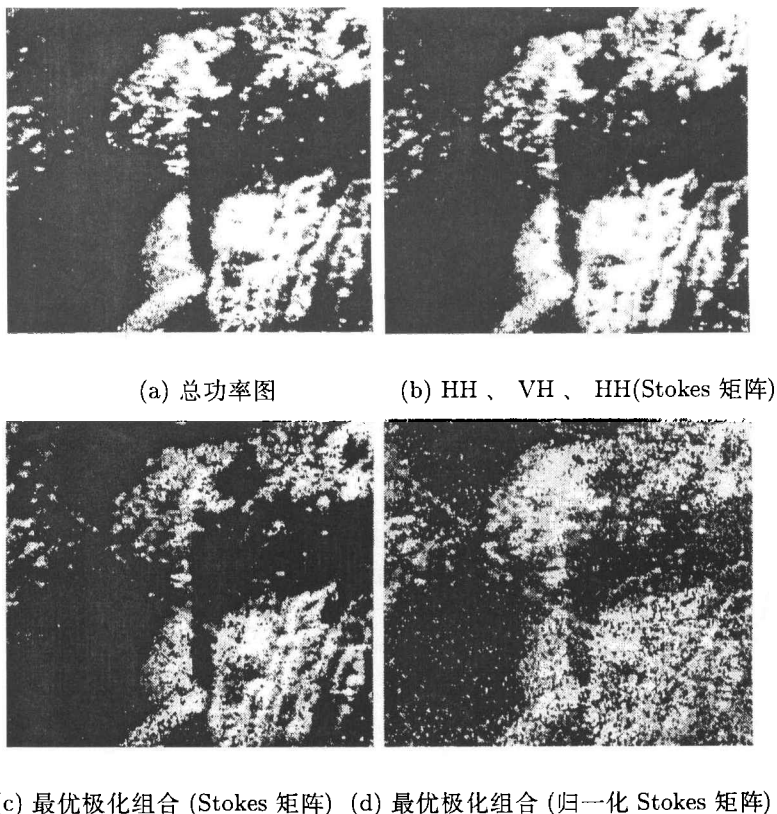 (a) 总功率图
(b) HH 、 VH 、 HH(Stokes 矩阵)
c) 最优极化组合 (Stokes 矩阵)
(d) 最优极化组合 (归一化 Stokes 矩阵)